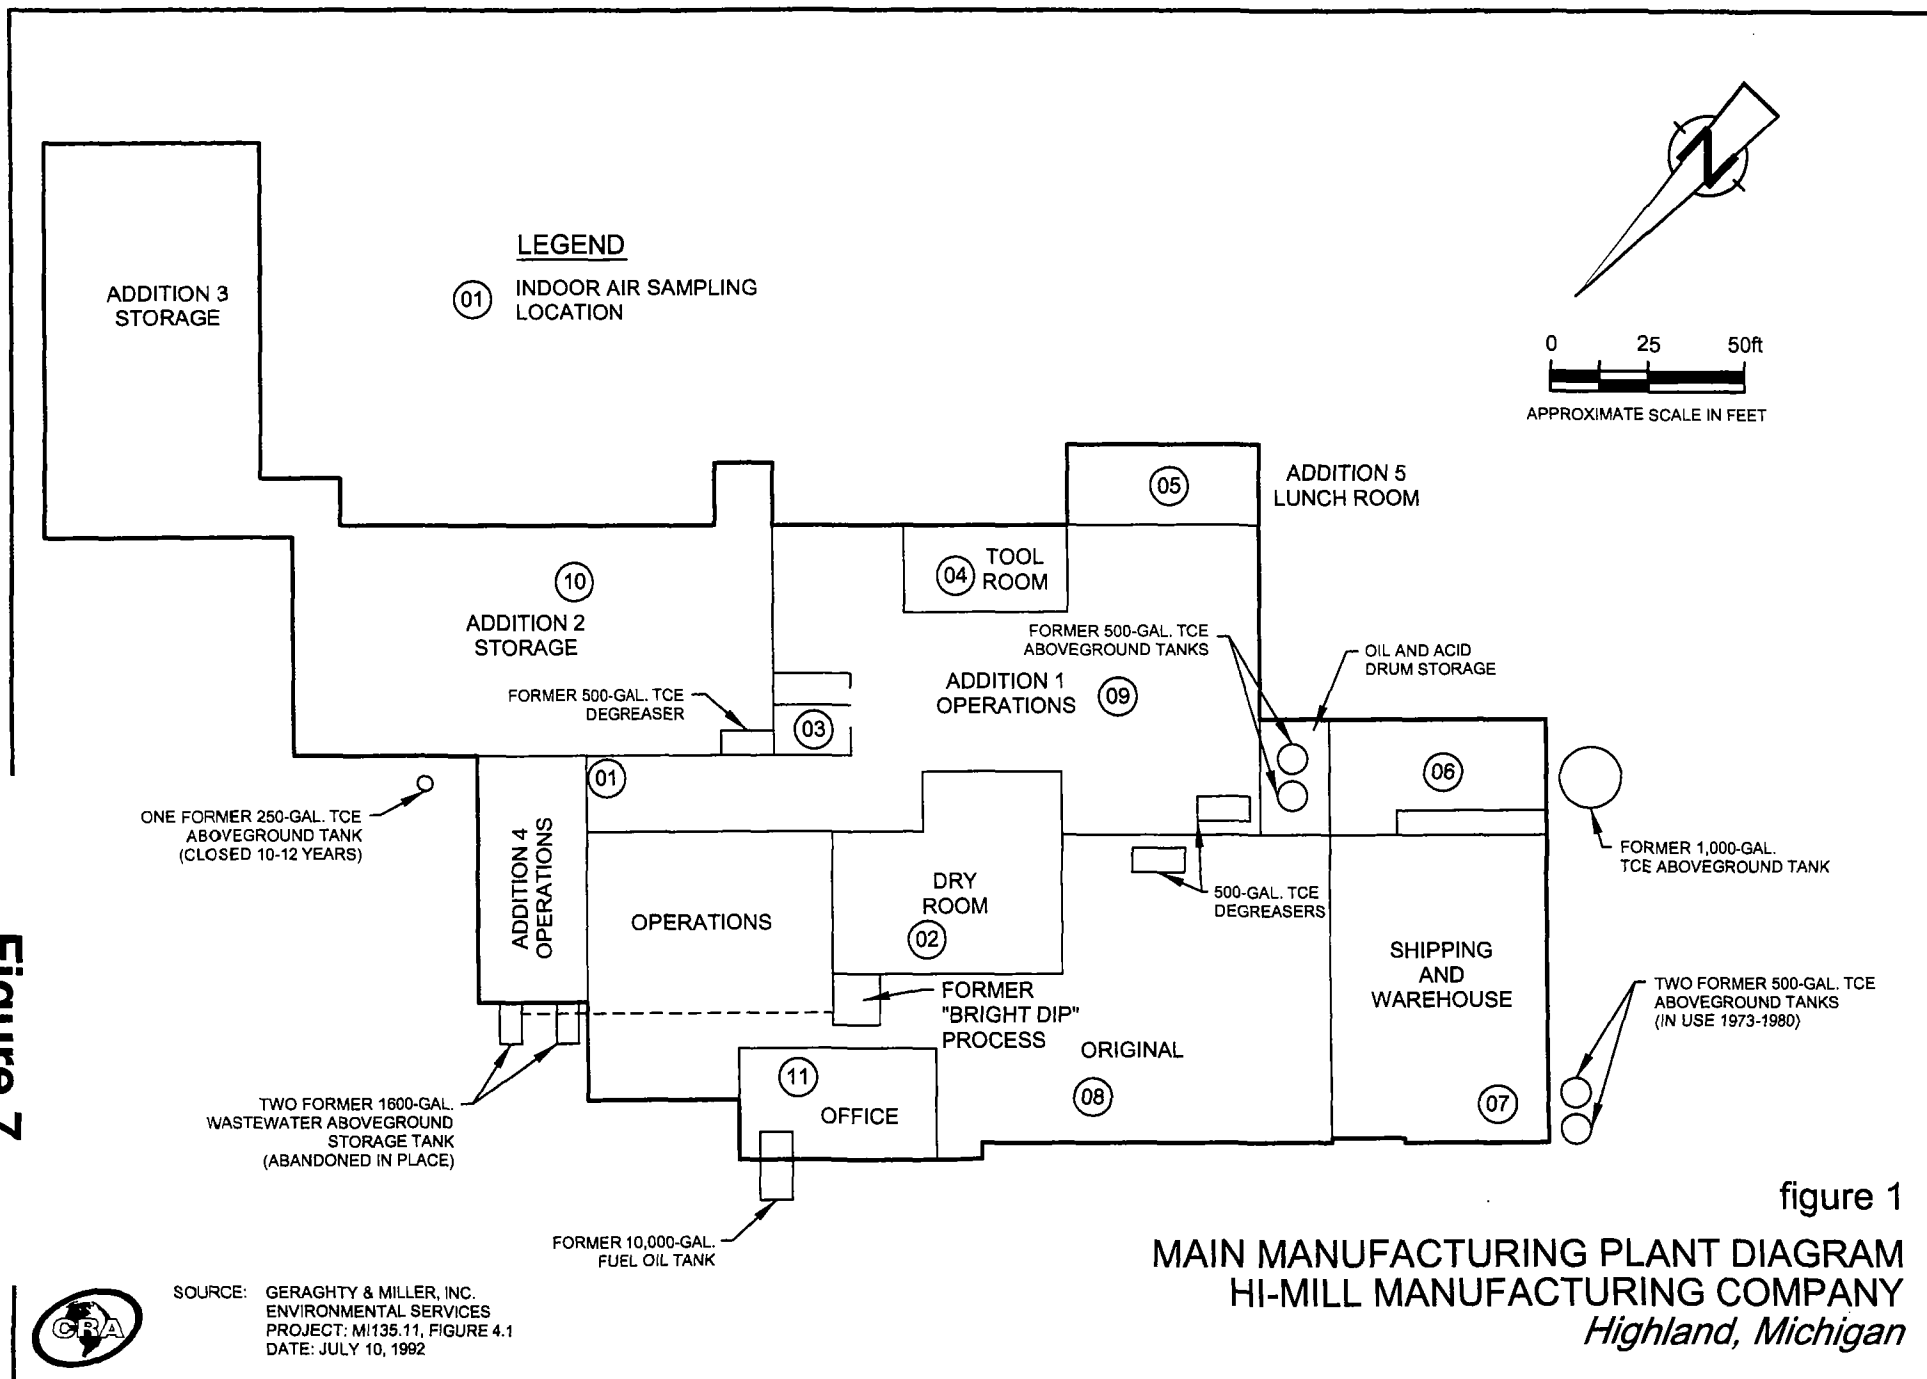 N
0 25 50ft
APPROXIMATE SCALE IN FEET
LEGEND
01 INDOOR AIR SAMPLING
LOCATION
ADDITION 3
STORAGE
05
ADDITION 5
LUNCH ROOM
10
ADDITION 2
STORAGE
04
TOOL
ROOM
FORMER 500-GAL. TCE
ABOVEGROUND TANKS
OIL AND ACID
DRUM STORAGE
FORMER 500-GAL. TCE
DEGREASER
03
ADDITION 1
OPERATIONS
09
01
06
ONE FORMER 250-GAL. TCE
ABOVEGROUND TANK
(CLOSED 10-12 YEARS)
FORMER 1,000-GAL.
TCE ABOVEGROUND TANK
ADDITION 4
OPERATIONS
OPERATIONS
DRY
ROOM
02
500-GAL. TCE
DEGREASERS
SHIPPING
AND
WAREHOUSE
FORMER
"BRIGHT DIP"
PROCESS
TWO FORMER 500-GAL. TCE
ABOVEGROUND TANKS
(IN USE 1973-1980)
ORIGINAL
08
07
11
OFFICE
TWO FORMER 1600-GAL.
WASTEWATER ABOVEGROUND
STORAGE TANK
(ABANDONED IN PLACE)
FORMER 10,000-GAL.
FUEL OIL TANK
Figure 7
figure 1
MAIN MANUFACTURING PLANT DIAGRAM
HI-MILL MANUFACTURING COMPANY
Highland, Michigan
CRA
SOURCE: GERAGHTY & MILLER, INC.
ENVIRONMENTAL SERVICES
PROJECT: MI135.11, FIGURE 4.1
DATE: JULY 10, 1992